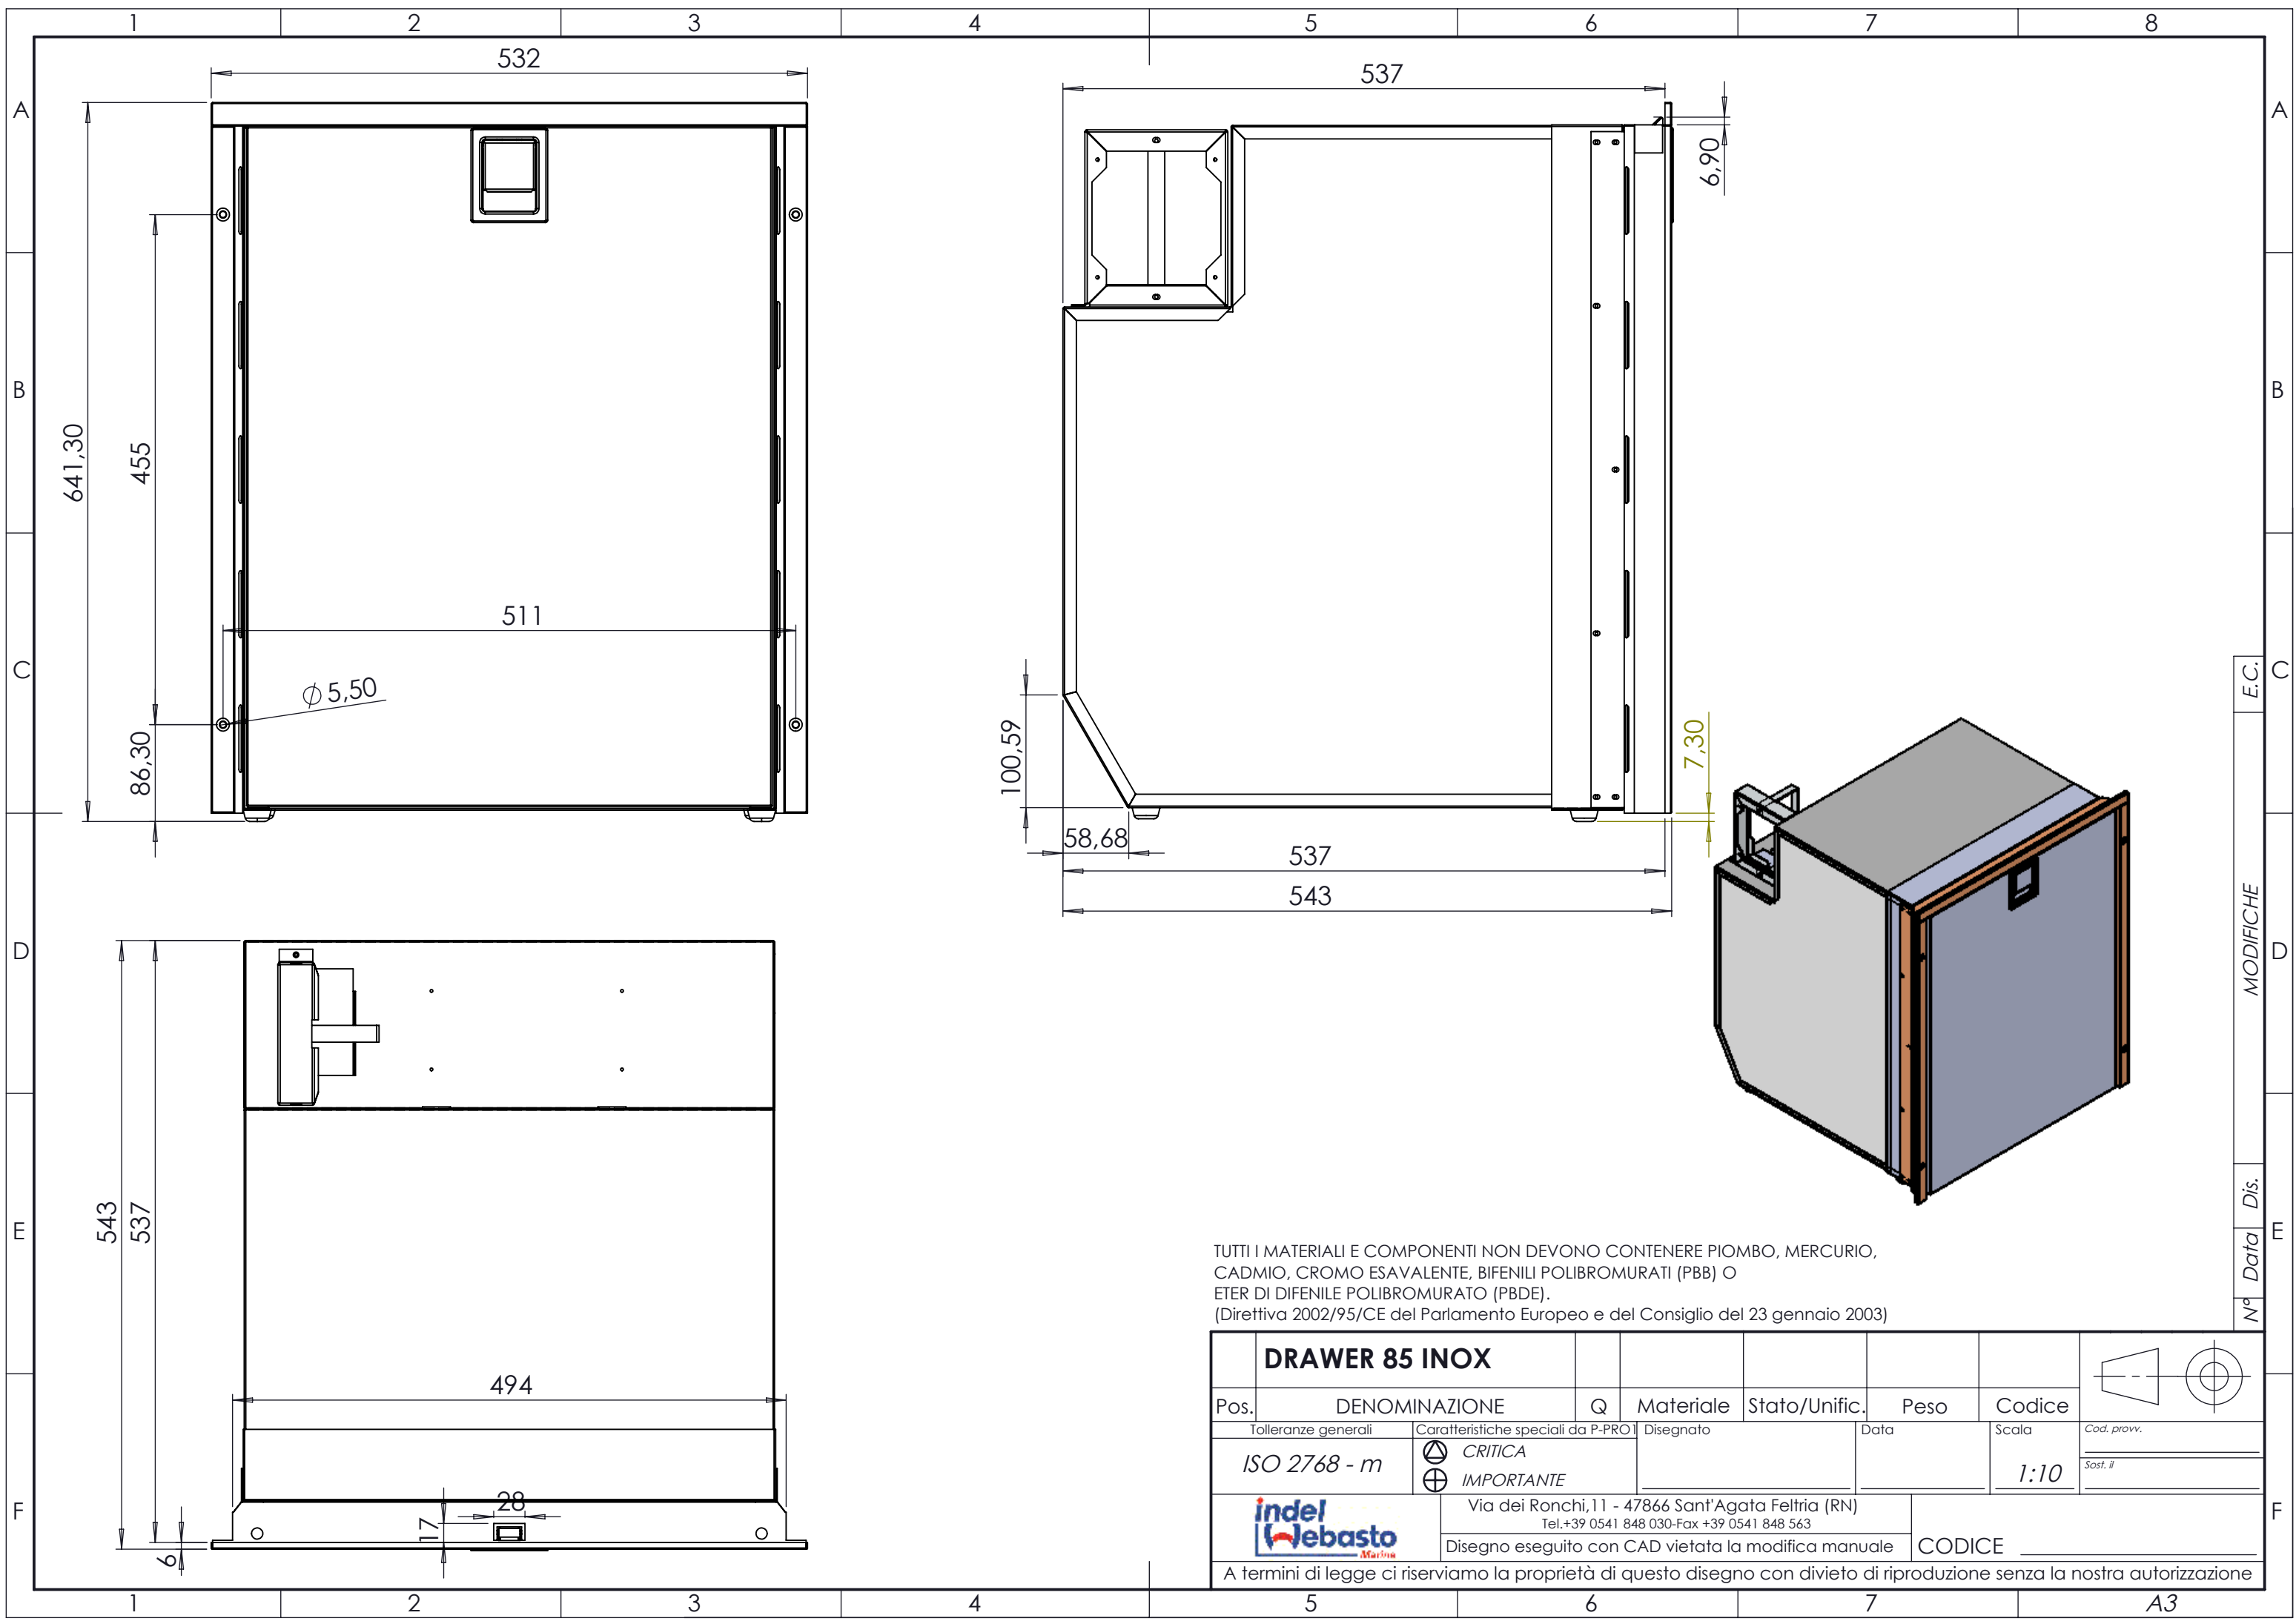 1 2 3 4 5 6 7 8
A
B
C
D
E
F
532
641,30
455
511
Ø 5,50
86,30
537
6,90
100,59
58,68
537
543
7,30
543
537
494
28
17
6
A
B
C
D
E
F
E.C.
MODIFICHE
Dis.
Data
N°
TUTTI I MATERIALI E COMPONENTI NON DEVONO CONTENERE PIOMBO, MERCURIO,
CADMIO, CROMO ESAVALENTE, BIFENILI POLIBROMURATI (PBB) O
ETER DI DIFENILE POLIBROMURATO (PBDE).
(Direttiva 2002/95/CE del Parlamento Europeo e del Consiglio del 23 gennaio 2003)
DRAWER 85 INOX
Pos. DENOMINAZIONE Q Materiale Stato/Unific. Peso Codice
Tolleranze generali Caratteristiche speciali da P-PRO1 Disegnato Data Scala Cod. provv.
ISO 2768 - m
CRITICA
IMPORTANTE
1:10
Sost. il
indel
Webasto
Marine
Via dei Ronchi,11 - 47866 Sant'Agata Feltria (RN)
Tel.+39 0541 848 030-Fax +39 0541 848 563
Disegno eseguito con CAD vietata la modifica manuale
CODICE
A termini di legge ci riserviamo la proprietà di questo disegno con divieto di riproduzione senza la nostra autorizzazione
1 2 3 4 5 6 7 A3